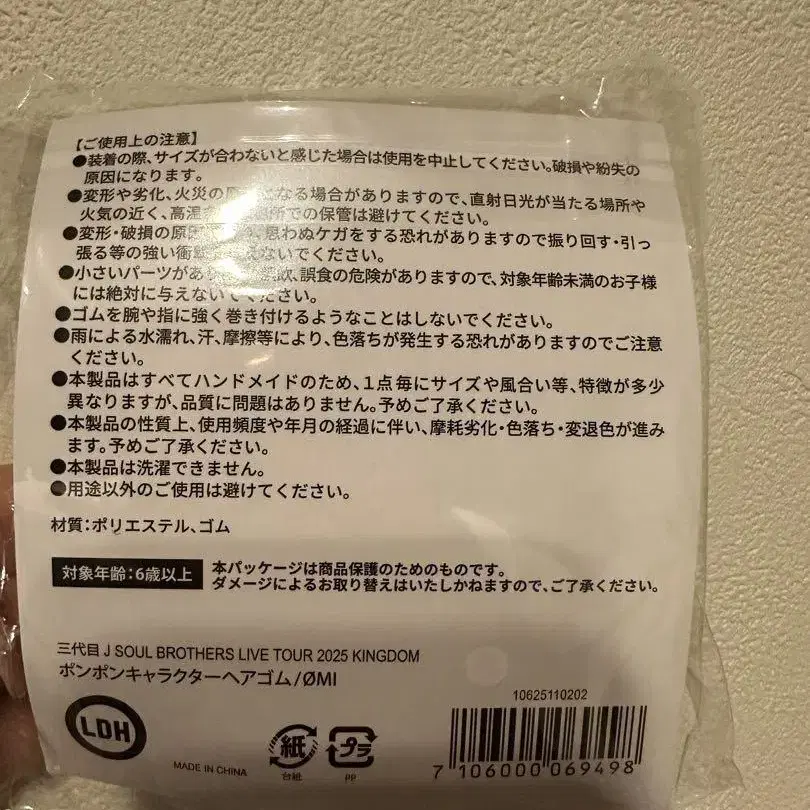 【ご使用上の注意】
●装着の際、サイズが合わないと感じた場合は使用を中止してください。破損や紛失の
原因になります。
●変形や劣化、火災の原 となる場合がありますので、直射日光が当たる場所や
火気の近く、高温 所での保管は避けてください。
●変形・破損の原因 思わぬケガをする恐れがありますので振り回す・引っ
張る等の強い衝 えないでください。
●小さいパーツがあ 飲、誤食の危険がありますので、対象年齢未満のお子様
には絶対に与えないでください。
●ゴムを腕や指に強く巻き付けるようなことはしないでください。
●雨による水濡れ、汗、摩擦等により、色落ちが発生する恐れがありますのでご注意
ください。
●本製品はすべてハンドメイドのため、1点毎にサイズや風合い等、特徴が多少
異なりますが、品質に問題はありません。予めご了承ください。
●本製品の性質上、使用頻度や年月の経過に伴い、摩耗劣化・色落ち・変退色が進み
ます。予めご了承ください。
●本製品は洗濯できません。
●用途以外のご使用は避けてください。
材質：ポリエステル、ゴム
対象年齢：6歳以上
本パッケージは商品保護のためのものです。
ダメージによるお取り替えはいたしかねますので、ご了承ください。
三代目 J SOUL BROTHERS LIVE TOUR 2025 KINGDOM
ポンポンキャラクターヘアゴム/ØMI
LDH
MADE IN CHINA
紙
台紙
プラ
PP
10625110202
7 106000 069498